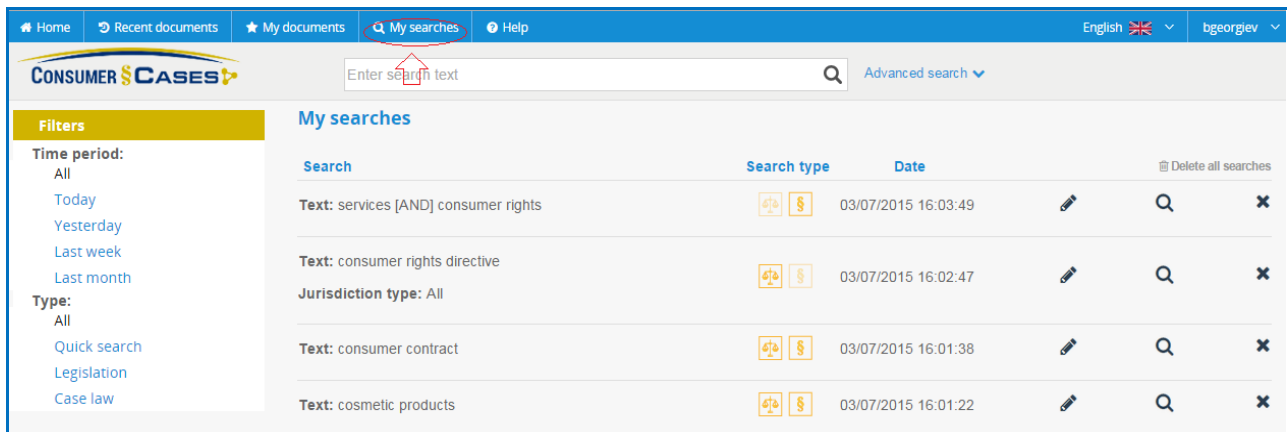 Home Recent documents My documents My searches Help English bgeorgiev
CONSUMER § CASES Enter search text Advanced search
Filters
Time period:
All
Today
Yesterday
Last week
Last month
Type:
All
Quick search
Legislation
Case law
My searches
Search Search type Date Delete all searches
Text: services [AND] consumer rights § 03/07/2015 16:03:49
Text: consumer rights directive
Jurisdiction type: All
§ 03/07/2015 16:02:47
Text: consumer contract § 03/07/2015 16:01:38
Text: cosmetic products § 03/07/2015 16:01:22